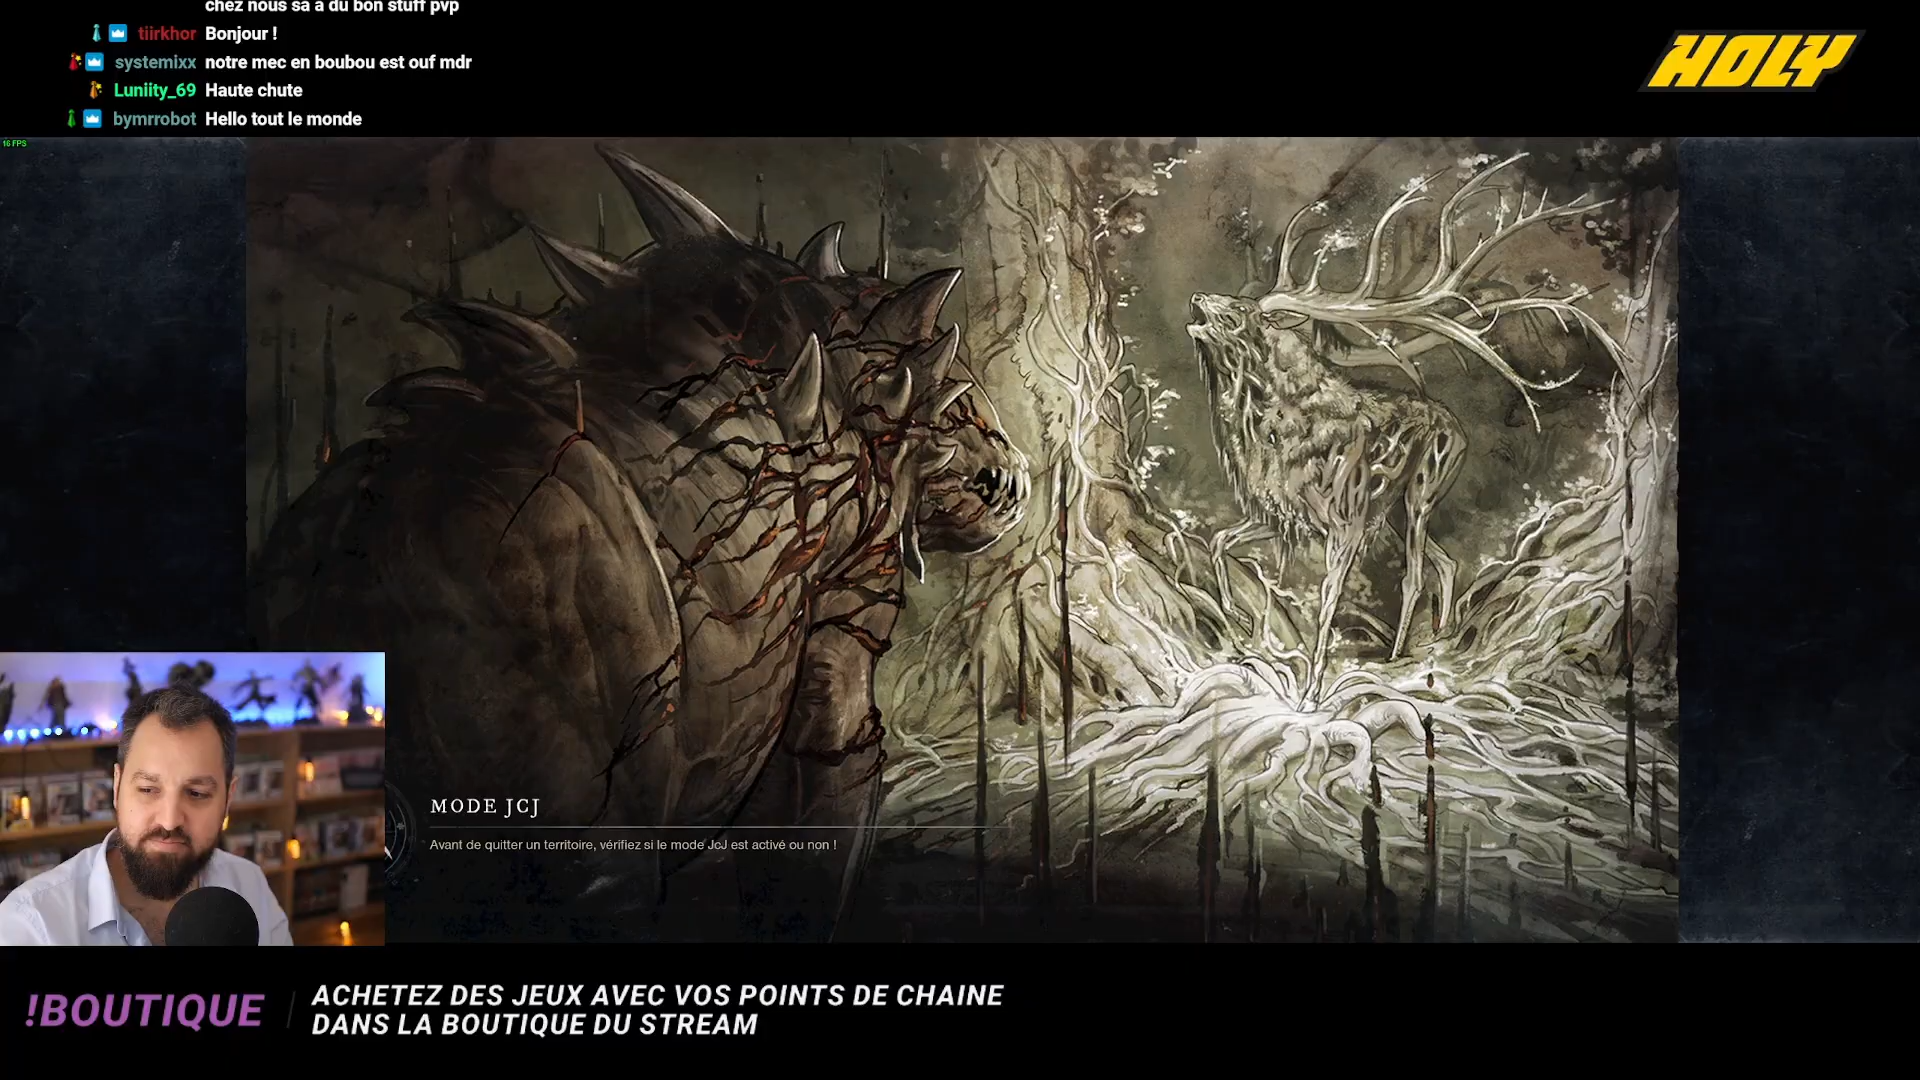 chez nous sa a du bon stuff pvp
tiirkhor Bonjour !
systemixx notre mec en boubou est ouf mdr
Luniity_69 Haute chute
bymrrobot Hello tout le monde
HOLY
16 FPS
MODE JCJ
Avant de quitter un territoire, vérifiez si le mode JcJ est activé ou non !
!BOUTIQUE
ACHETEZ DES JEUX AVEC VOS POINTS DE CHAINE
DANS LA BOUTIQUE DU STREAM